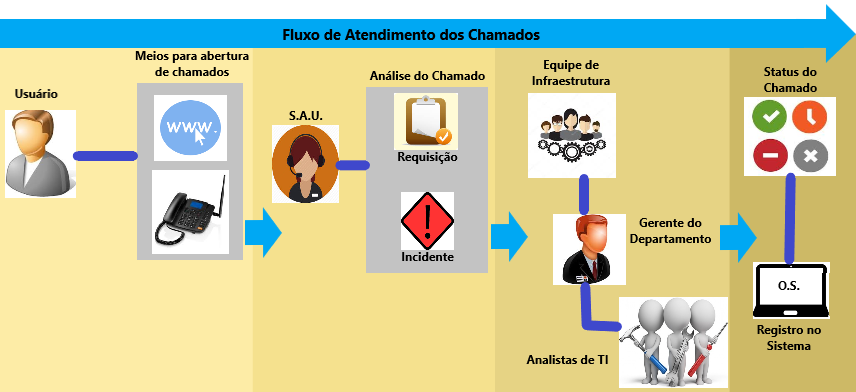 Fluxo de Atendimento dos Chamados
Usuário
Meios para abertura
de chamados
www.
S.A.U.
Análise do Chamado
Requisição
Incidente
Equipe de
Infraestrutura
Gerente do
Departamento
Analistas de TI
Status do
Chamado
O.S.
Registro no
Sistema